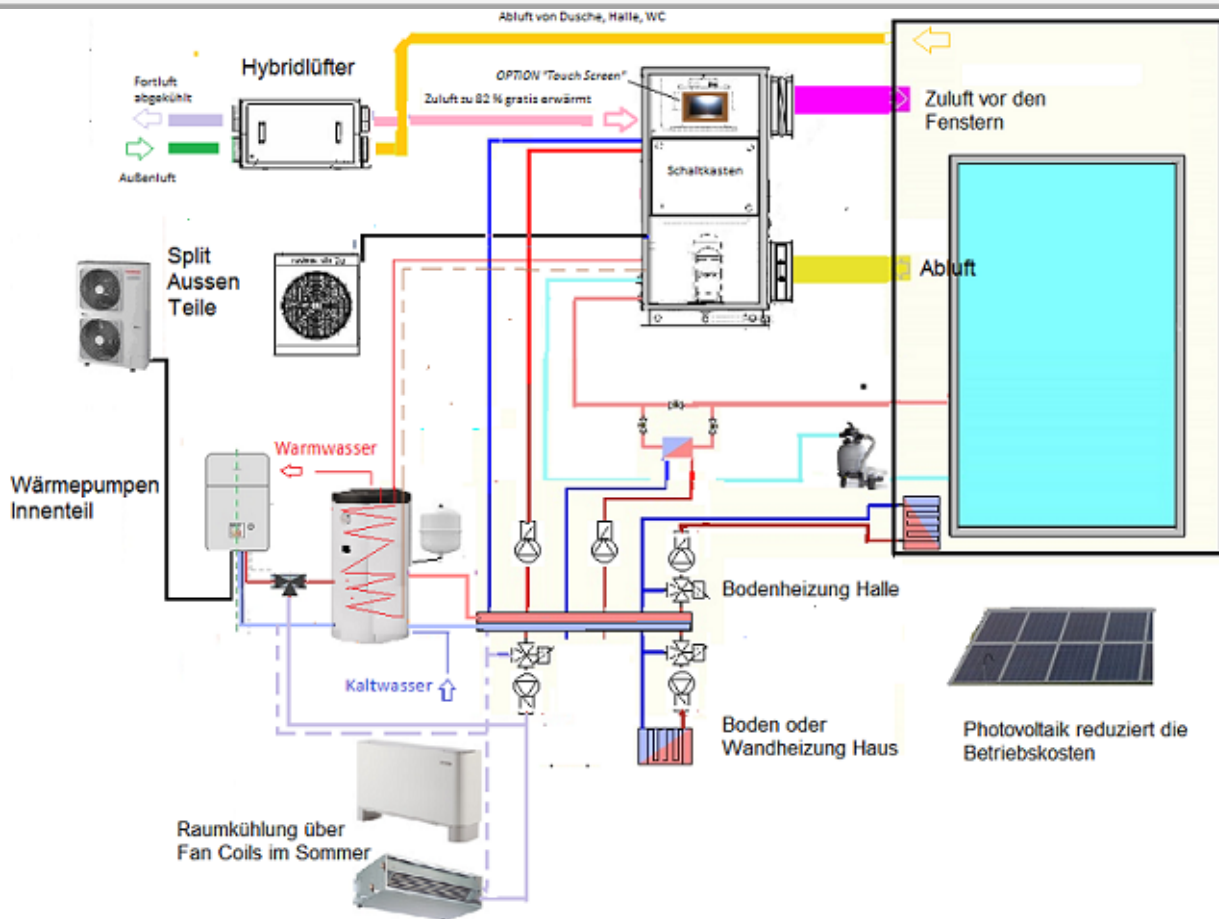 Abluft von Dusche, Halle, WC
Hybridlüfter
Fortluft
abgekühlt
Außenluft
Zuluft zu 82 % gratis erwärmt
OPTION "Touch Screen"
Schaltkasten
Zuluft vor den
Fenstern
Abluft
Split
Aussen
Teile
Wärmepumpen
Innenteil
Warmwasser
Kaltwasser
Bodenheizung Halle
Boden oder
Wandheizung Haus
Photovoltaik reduziert die
Betriebskosten
Raumkühlung über
Fan Coils im Sommer